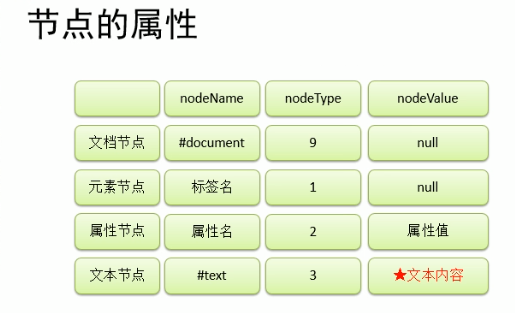 节点的属性
nodeName nodeType nodeValue
文档节点 #document 9 null
元素节点 标签名 1 null
属性节点 属性名 2 属性值
文本节点 #text 3 ★文本内容